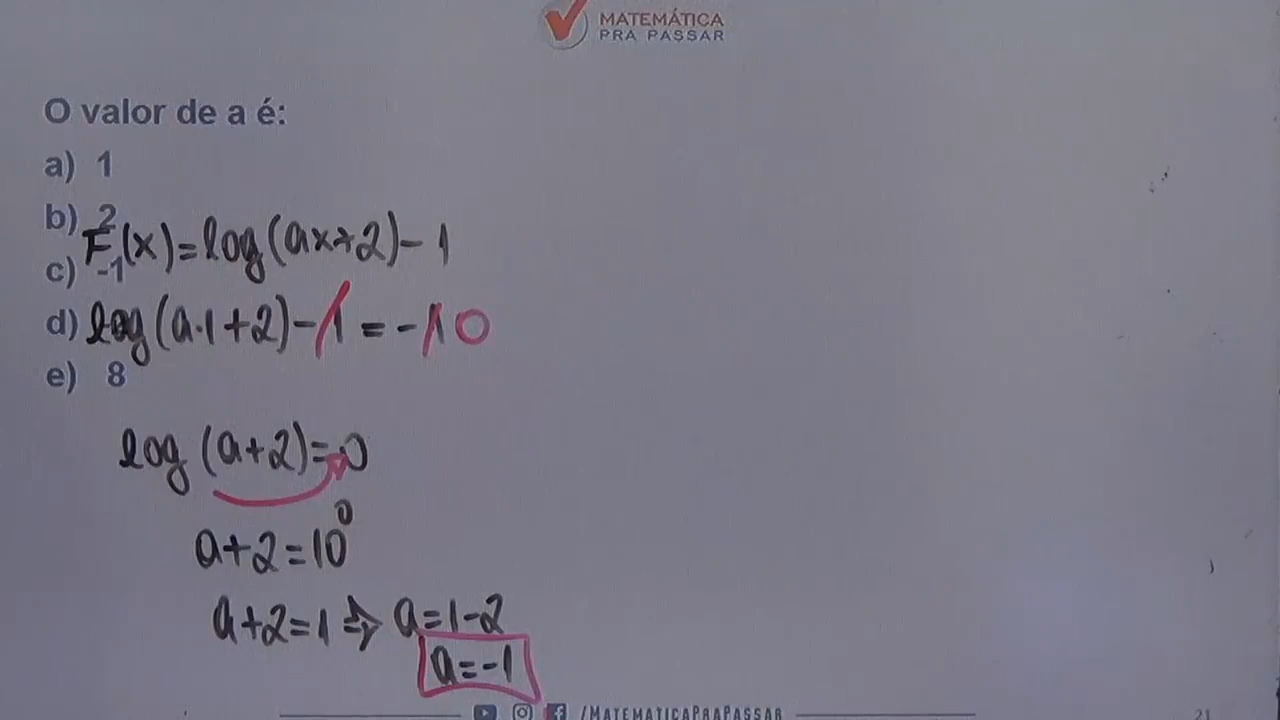 MATEMÁTICA
PRA PASSAR
O valor de a é:
a) 1
b) 2
F(x)=log(ax+2)-1
c) -1
d) log(a.1+2)-1=-1 0
e) 8
log(a+2)=0
a+2=10⁰
a+2=1⇒ a=1-2
a=-1
/MATEMATICAPRAPASSAR
21